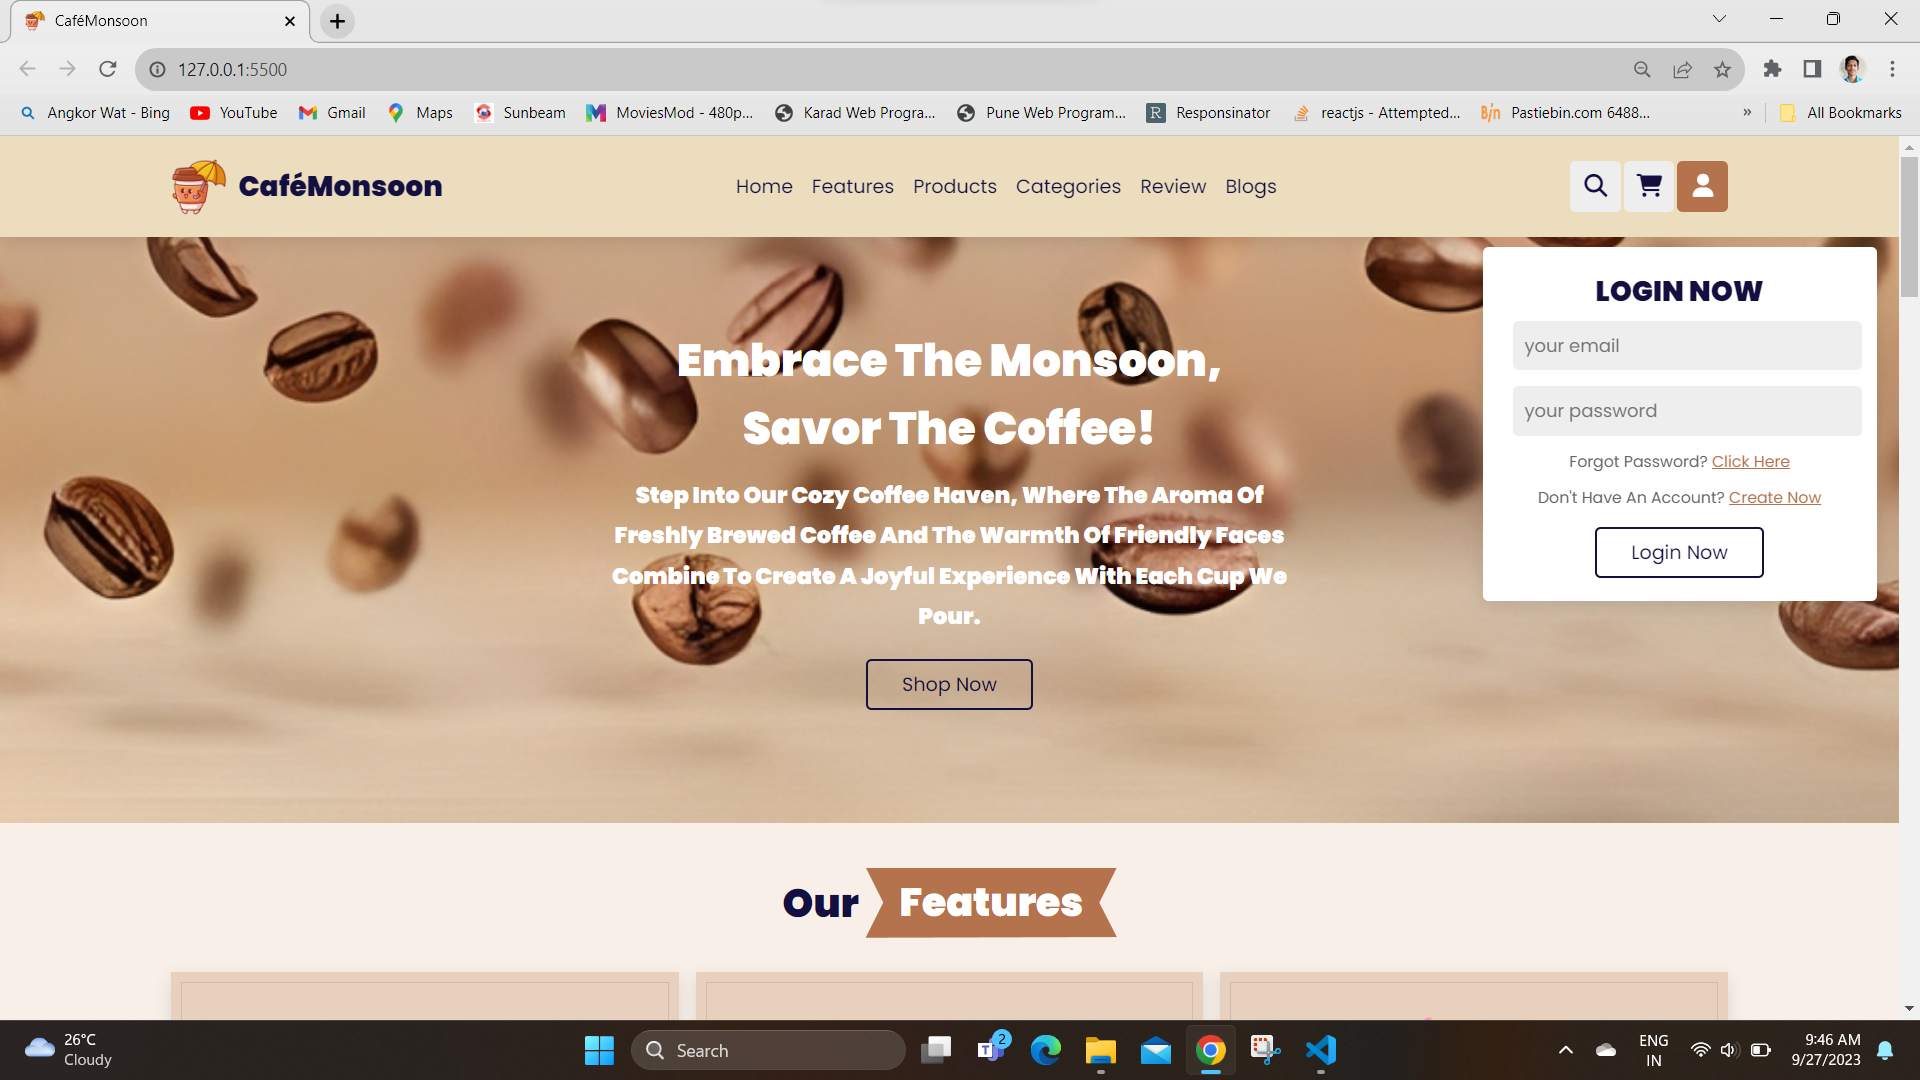 CaféMonsoon
127.0.0.1:5500
Angkor Wat - Bing
YouTube
Gmail
Maps
Sunbeam
MoviesMod - 480p...
Karad Web Progra...
Pune Web Program...
R
Responsinator
reactjs - Attempted...
Pastiebin.com 6488...
»
All Bookmarks
CaféMonsoon
Home
Features
Products
Categories
Review
Blogs
LOGIN NOW
your email
your password
Forgot Password? Click Here
Don't Have An Account? Create Now
Login Now
Embrace The Monsoon,
Savor The Coffee!
Step Into Our Cozy Coffee Haven, Where The Aroma Of
Freshly Brewed Coffee And The Warmth Of Friendly Faces
Combine To Create A Joyful Experience With Each Cup We
Pour.
Shop Now
Our Features
26°C
Cloudy
Search
2
ENG
IN
9:46 AM
9/27/2023